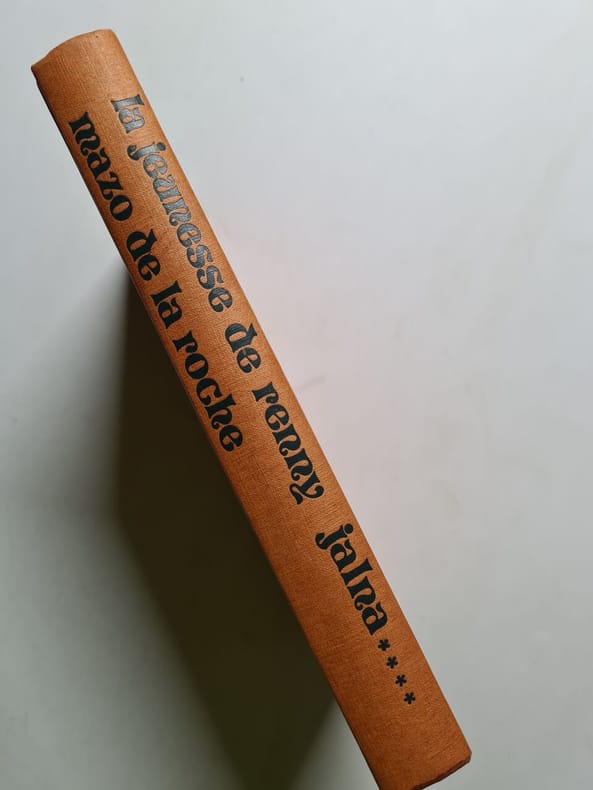 la jeunesse de renny jalna ****
mazo de la roche